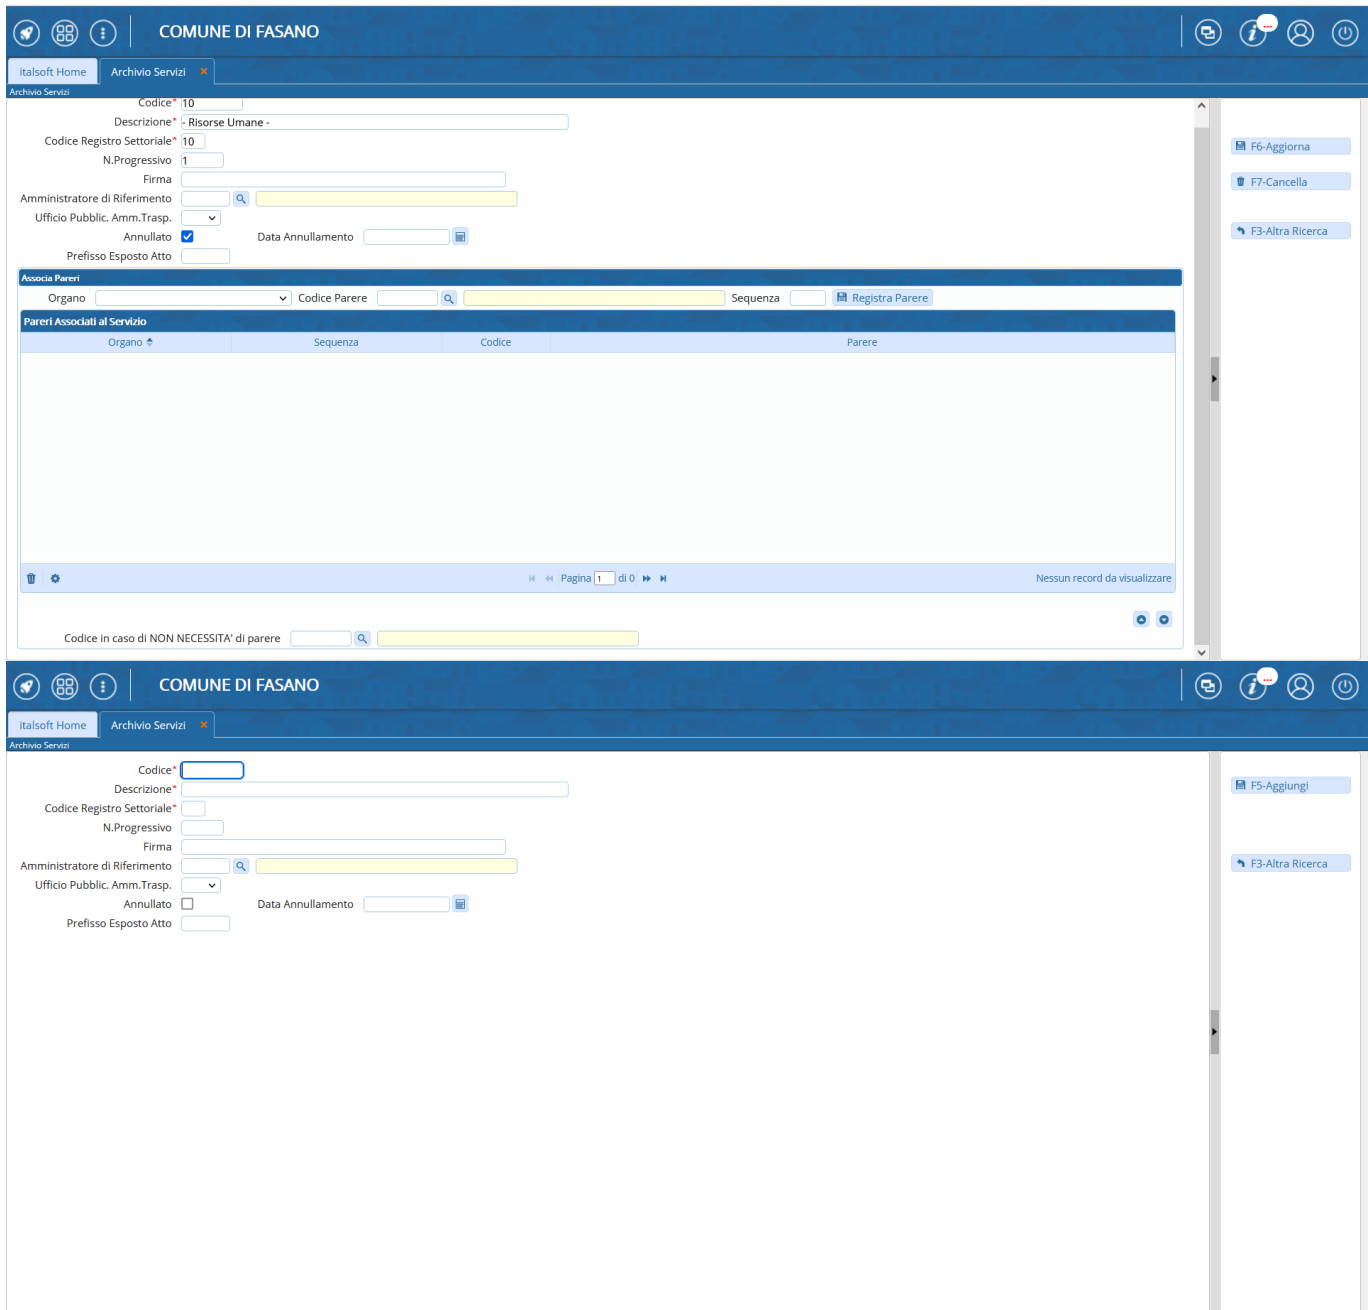 COMUNE DI FASANO
...
italsoft Home
Archivio Servizi ×
Archivio Servizi
Codice* 10
Descrizione* - Risorse Umane -
Codice Registro Settoriale* 10
N.Progressivo 1
Firma
Amministratore di Riferimento
Ufficio Pubblic. Amm.Trasp.
Annullato Data Annullamento
Prefisso Esposto Atto
F6-Aggiorna
F7-Cancella
F3-Altra Ricerca
Associa Pareri
Organo Codice Parere Sequenza Registra Parere
Pareri Associati al Servizio
Organo Sequenza Codice Parere
Pagina 1 di 0 Nessun record da visualizzare
Codice in caso di NON NECESSITA' di parere
COMUNE DI FASANO
...
italsoft Home
Archivio Servizi ×
Archivio Servizi
Codice*
Descrizione*
Codice Registro Settoriale*
N.Progressivo
Firma
Amministratore di Riferimento
Ufficio Pubblic. Amm.Trasp.
Annullato Data Annullamento
Prefisso Esposto Atto
F5-Aggiungi
F3-Altra Ricerca